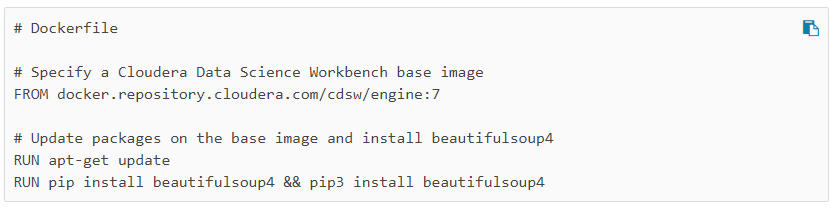 # Dockerfile
# Specify a Cloudera Data Science Workbench base image
FROM docker.repository.cloudera.com/cdsw/engine:7
# Update packages on the base image and install beautifulsoup4
RUN apt-get update
RUN pip install beautifulsoup4 && pip3 install beautifulsoup4